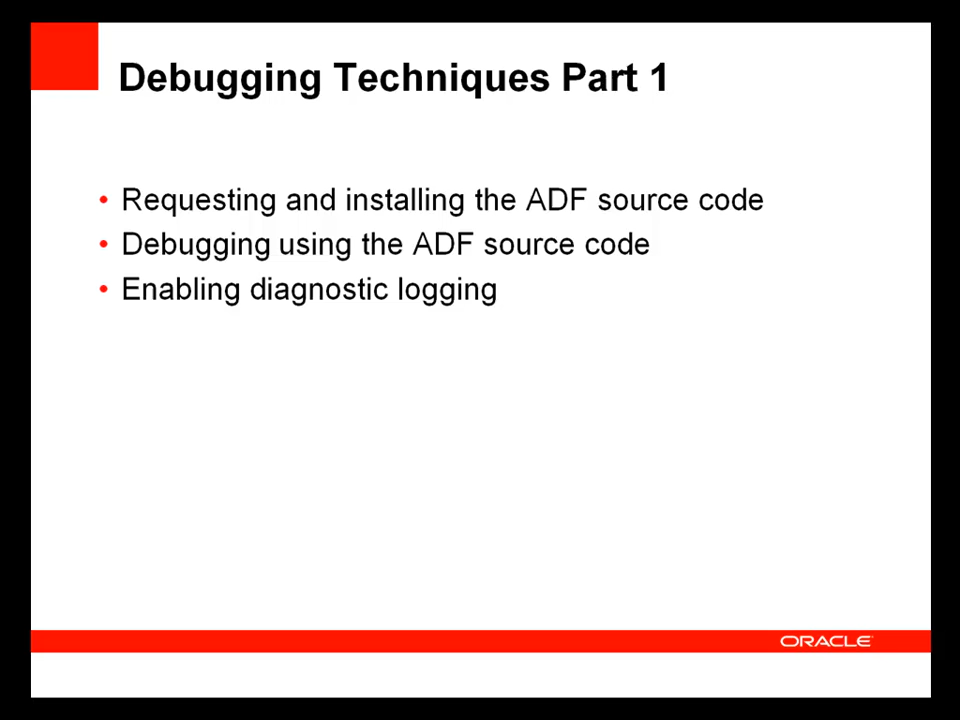 Debugging Techniques Part 1
• Requesting and installing the ADF source code
• Debugging using the ADF source code
• Enabling diagnostic logging
ORACLE